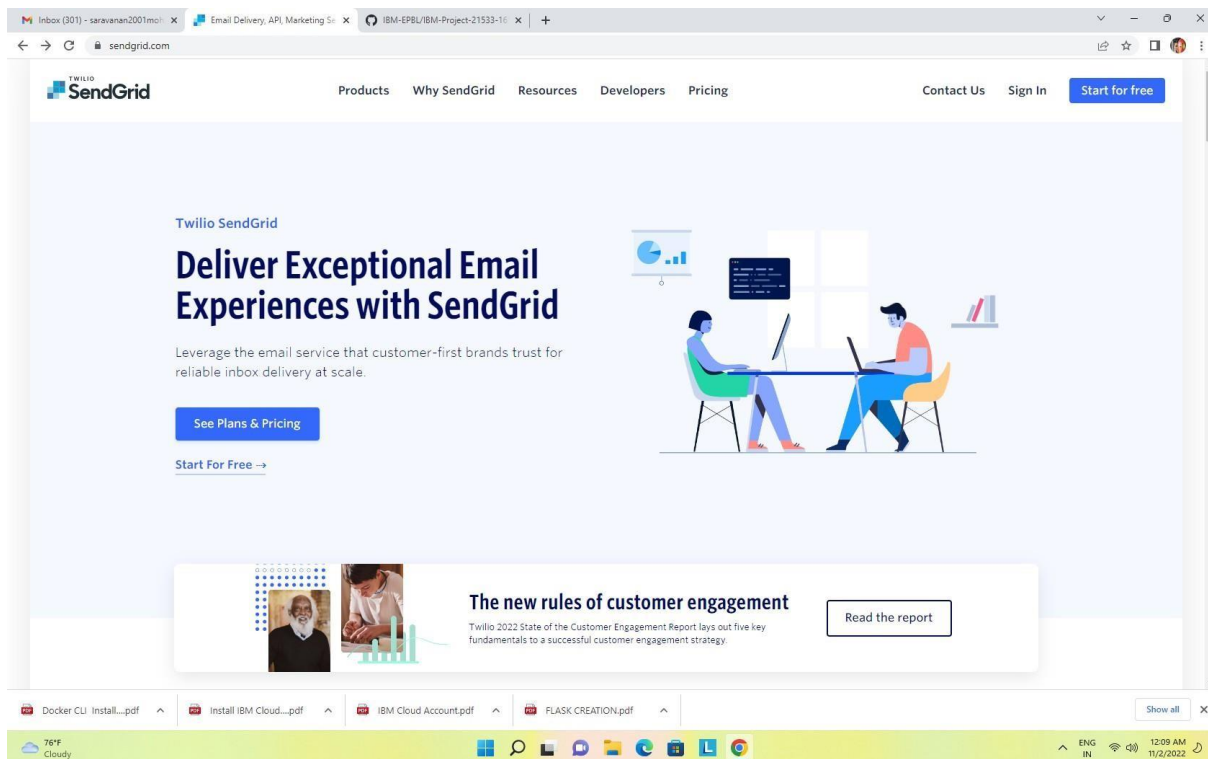 Inbox (301) - saravanan2001moh
Email Delivery, API, Marketing Se
IBM-EPBL/IBM-Project-21533-16
sendgrid.com
TWILIO
SendGrid
Products
Why SendGrid
Resources
Developers
Pricing
Contact Us
Sign In
Start for free
Twilio SendGrid
Deliver Exceptional Email
Experiences with SendGrid
Leverage the email service that customer-first brands trust for
reliable inbox delivery at scale.
See Plans & Pricing
Start For Free →
The new rules of customer engagement
Twilio 2022 State of the Customer Engagement Report lays out five key
fundamentals to a successful customer engagement strategy.
Read the report
Docker CLI Install....pdf
Install IBM Cloud....pdf
IBM Cloud Account.pdf
FLASK CREATION.pdf
Show all
76°F
Cloudy
ENG
IN
12:09 AM
11/2/2022